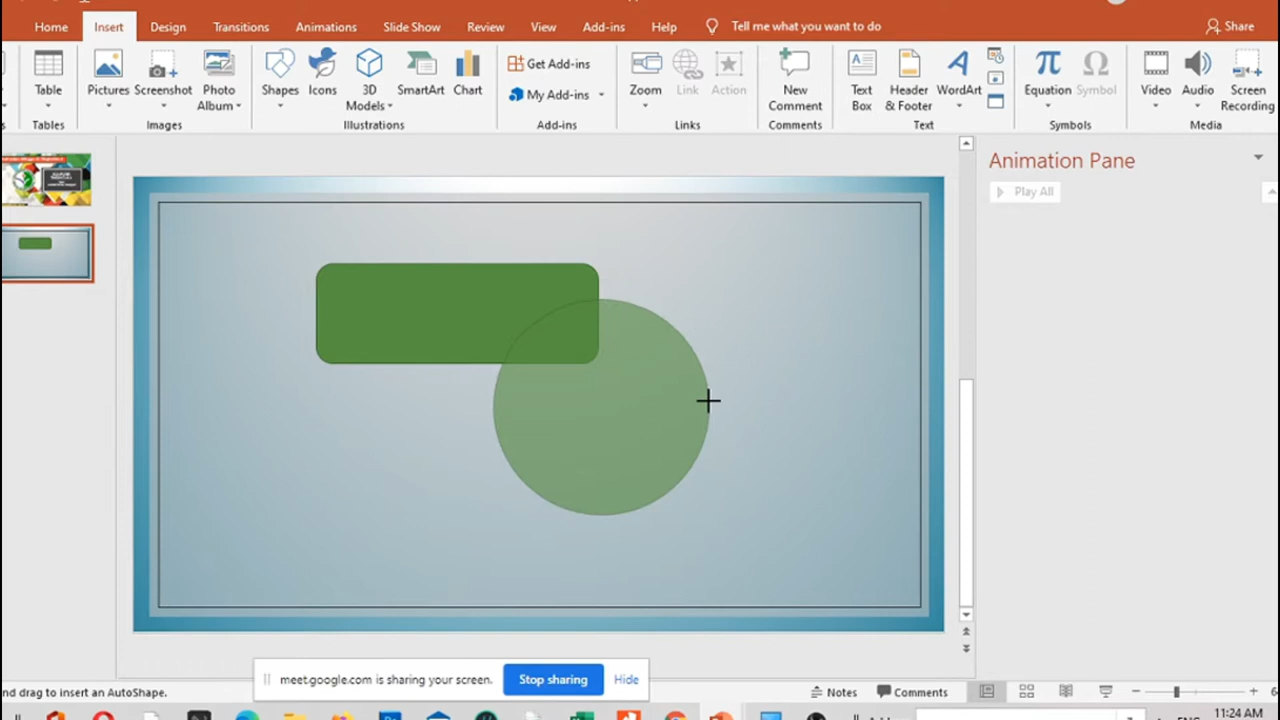 Home Insert Design Transitions Animations Slide Show Review View Add-ins Help Tell me what you want to do Share
Table Pictures Screenshot Photo Album Shapes Icons 3D Models SmartArt Chart Get Add-ins My Add-ins Zoom Link Action New Comment Text Box Header & Footer WordArt Equation Symbol Video Audio Screen Recording
Tables Images Illustrations Add-ins Links Comments Text Symbols Media
Animation Pane
Play All
meet.google.com is sharing your screen. Stop sharing Hide
nd drag to insert an AutoShape. Notes Comments 6
11:24 AM